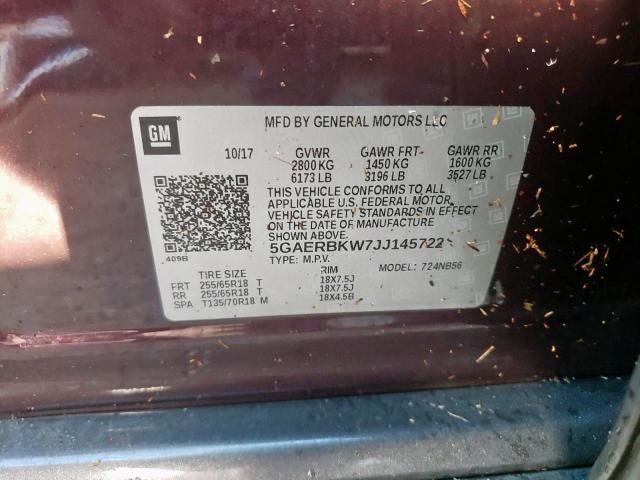 GM
MFD BY GENERAL MOTORS LLC
10/17 GVWR GAWR FRT GAWR RR
2800 KG 1450 KG 1600 KG
6173 LB 3196 LB 3527 LB
THIS VEHICLE CONFORMS TO ALL
APPLICABLE U.S. FEDERAL MOTOR
VEHICLE SAFETY STANDARDS IN EFFECT
ON THE DATE OF MANUFACTURE
SHOWN ABOVE.
5GAERBKW7JJ145722
409B
TYPE: M.P.V. MODEL: 724NB56
TIRE SIZE RIM
FRT 255/65R18 T 18X7.5J
RR 255/65R18 T 18X7.5J
SPA T135/70R18 M 18X4.5B